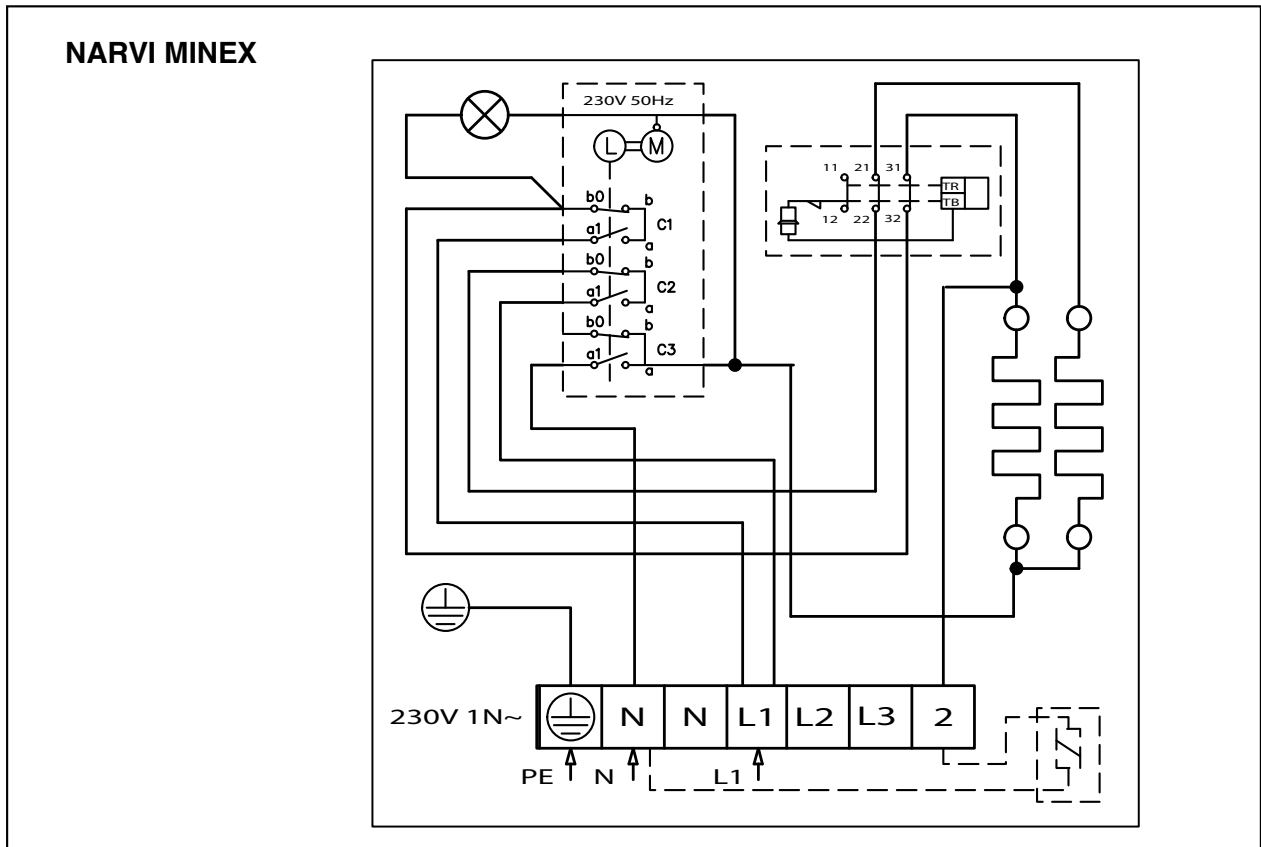 NARVI MINEX
230V 50Hz
L M
b0 b
C1
a1 a
b0 b
C2
a1 a
b0 b
C3
a1 a
11 21 31
TR
TB
12 22 32
230V 1N~ N N L1 L2 L3 2
PE N L1